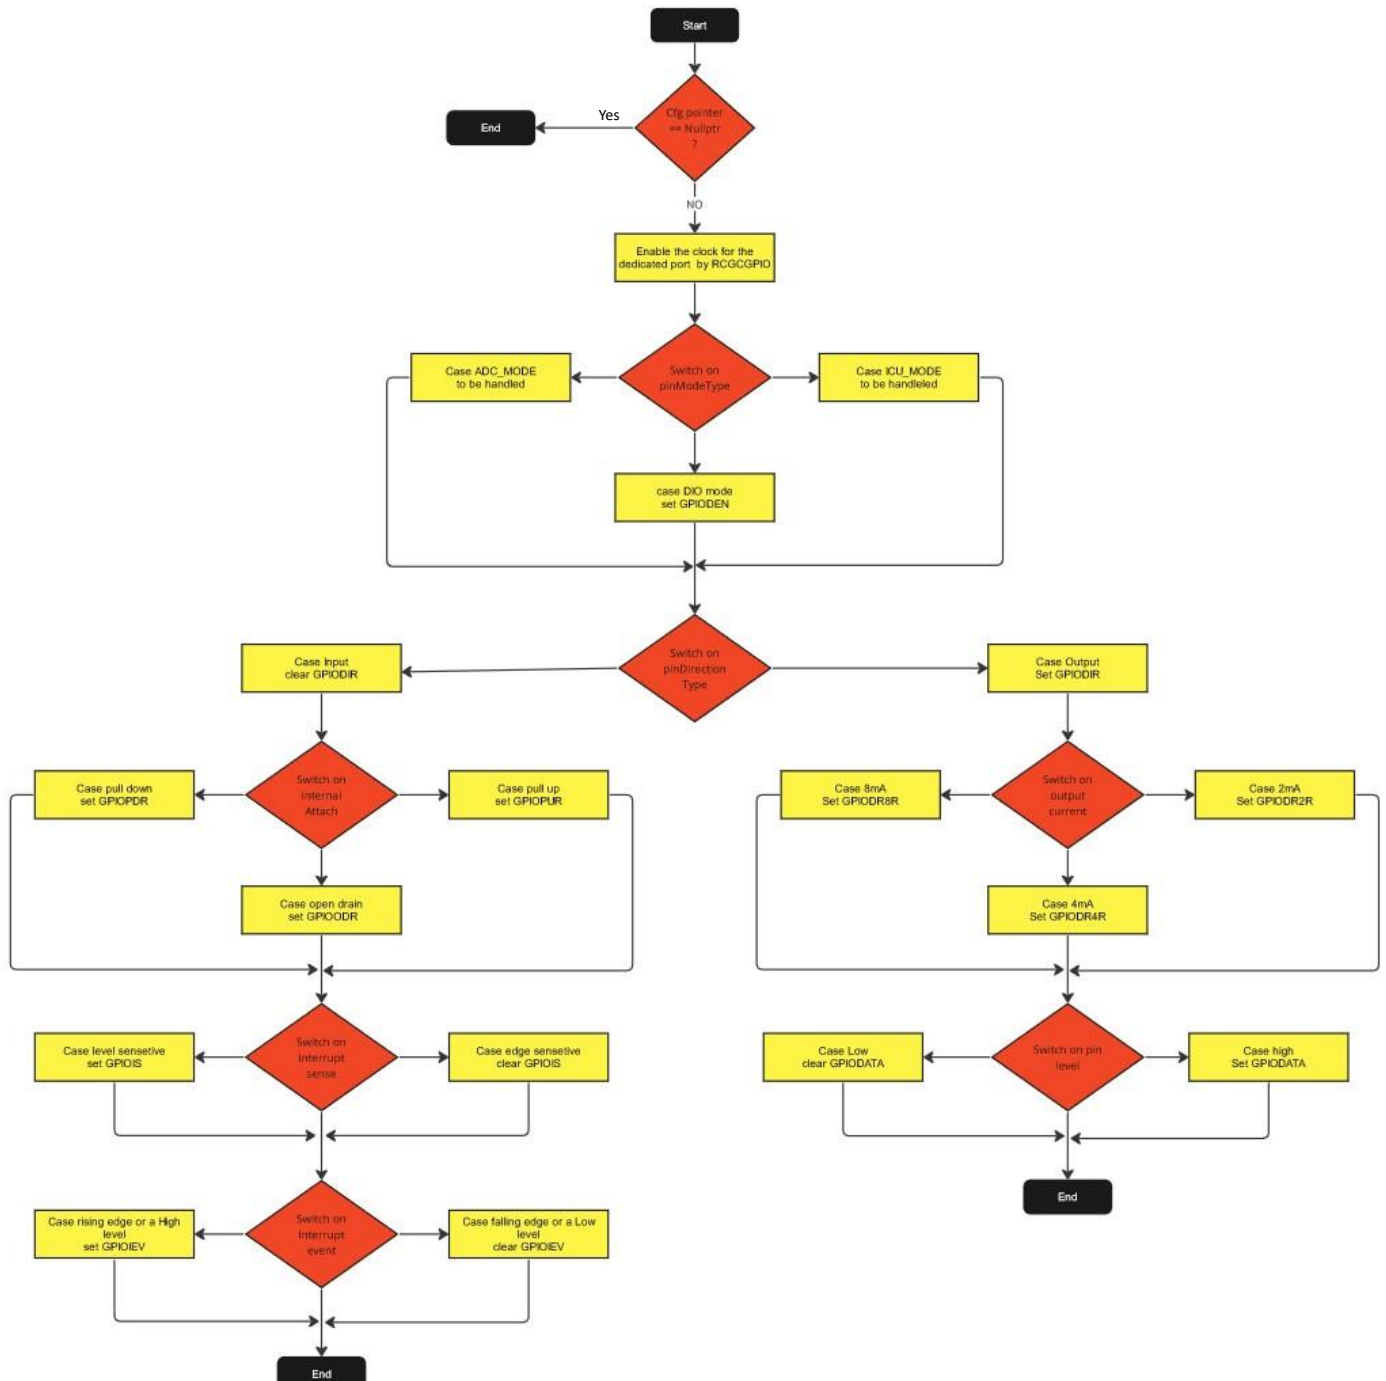 Start
Cfg pointer
== Nullptr
?
Yes
End
NO
Enable the clock for the
dedicated port by RCGCGPIO
Switch on
pinModeType
Case ADC_MODE
to be handled
Case ICU_MODE
to be handleled
case DIO mode
set GPIODEN
Switch on
pinDirection
Type
Case Input
clear GPIODIR
Case Output
Set GPIODIR
Switch on
internal
Attach
Case pull down
set GPIOPDR
Case pull up
set GPIOPUR
Case open drain
set GPIOODR
Switch on
output
current
Case 8mA
Set GPIODR8R
Case 2mA
Set GPIODR2R
Case 4mA
Set GPIODR4R
Switch on
Interrupt
sense
Case level sensetive
set GPIOIS
Case edge sensetive
clear GPIOIS
Switch on pin
level
Case Low
clear GPIODATA
Case high
Set GPIODATA
End
Switch on
Interrupt
event
Case rising edge or a High
level
set GPIOIEV
Case falling edge or a Low
level
clear GPIOIEV
End